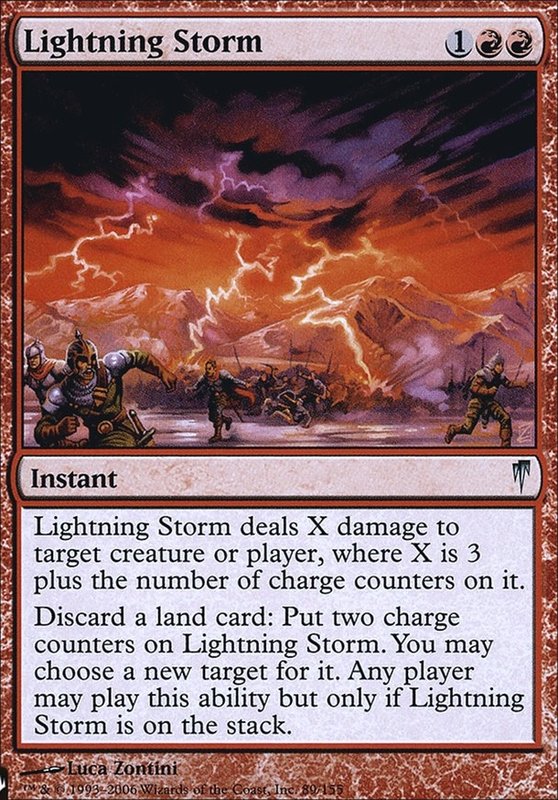 Lightning Storm 1
Instant
Lightning Storm deals X damage to
target creature or player, where X is 3
plus the number of charge counters on it.
Discard a land card: Put two charge
counters on Lightning Storm. You may
choose a new target for it. Any player
may play this ability but only if Lightning
Storm is on the stack.
Luca Zontini
™ & © 1993-2006 Wizards of the Coast, Inc. 89/155